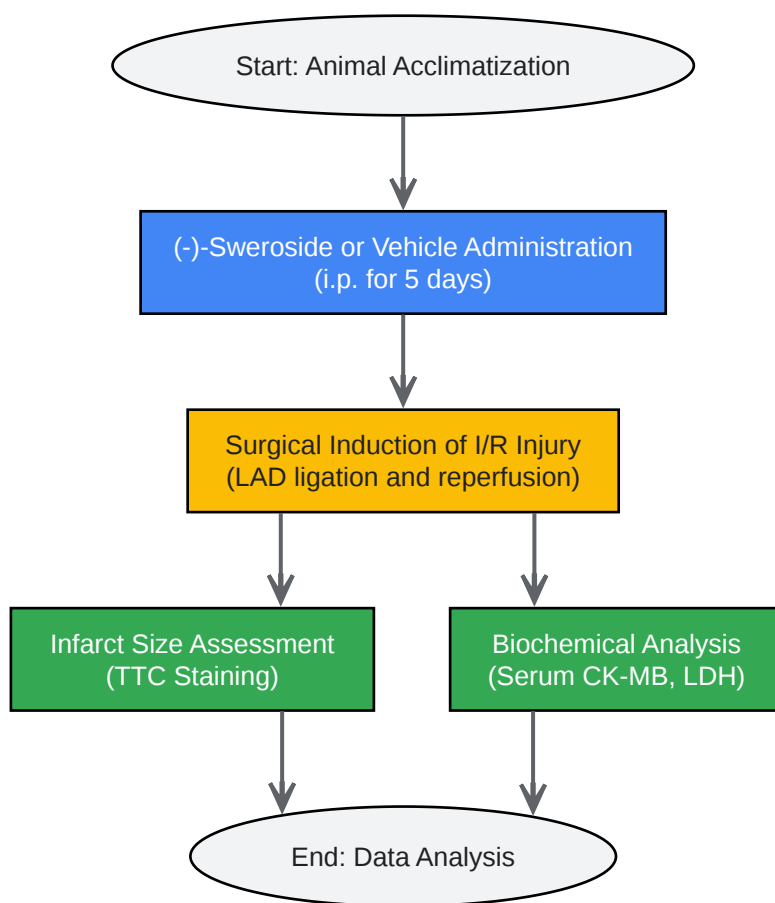 Start: Animal Acclimatization
(-)-Sweroside or Vehicle Administration
(i.p. for 5 days)
Surgical Induction of I/R Injury
(LAD ligation and reperfusion)
Infarct Size Assessment
(TTC Staining)
Biochemical Analysis
(Serum CK-MB, LDH)
End: Data Analysis